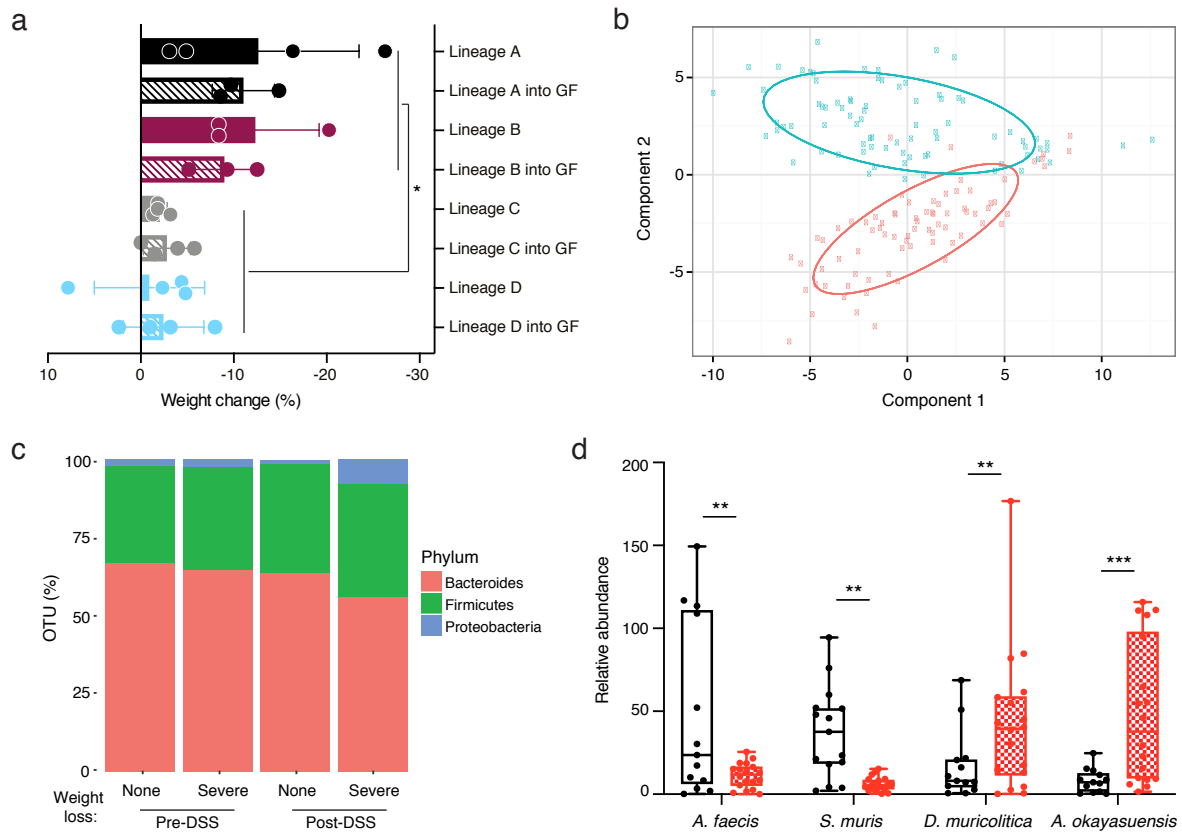 a
Lineage A
Lineage A into GF
Lineage B
Lineage B into GF
*
Lineage C
Lineage C into GF
Lineage D
Lineage D into GF
10 0 -10 -20 -30
Weight change (%)
b
5
0
-5
Component 2
-10 -5 0 5 10
Component 1
c
100
75
50
25
0
OTU (%)
Phylum
Bacteroides
Firmicutes
Proteobacteria
Weight loss:
None Severe None Severe
Pre-DSS Post-DSS
d
200
150
100
50
0
Relative abundance
** ** ** ***
A. faecis S. muris D. muricolitica A. okayasuensis